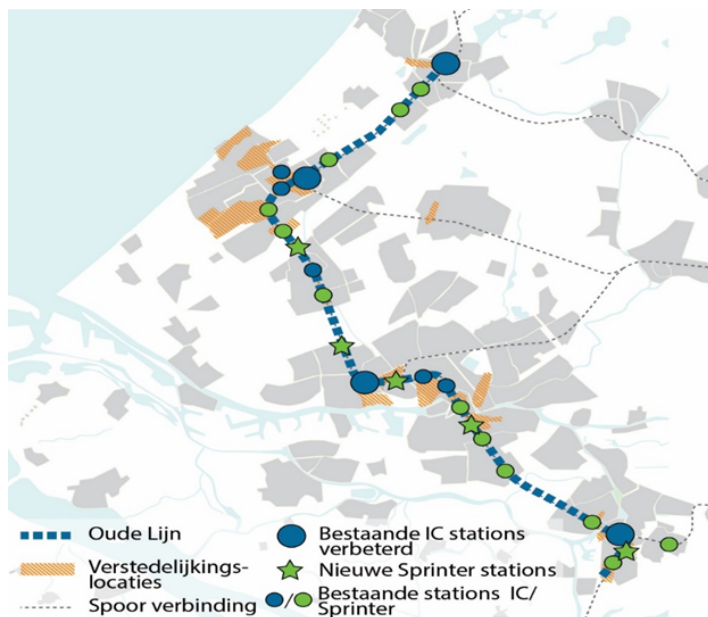 Oude Lijn
Verstedelijkings-
locaties
Spoor verbinding
Bestaande IC stations
verbeterd
Nieuwe Sprinter stations
/ Bestaande stations IC/
Sprinter